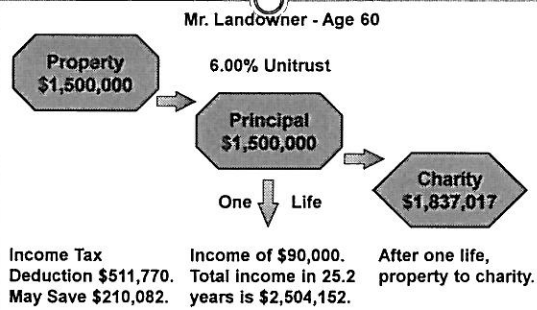 Mr. Landowner - Age 60
Property
$1,500,000
6.00% Unitrust
Principal
$1,500,000
One Life
Charity
$1,837,017
Income Tax
Deduction $511,770.
May Save $210,082.
Income of $90,000.
Total income in 25.2
years is $2,504,152.
After one life,
property to charity.